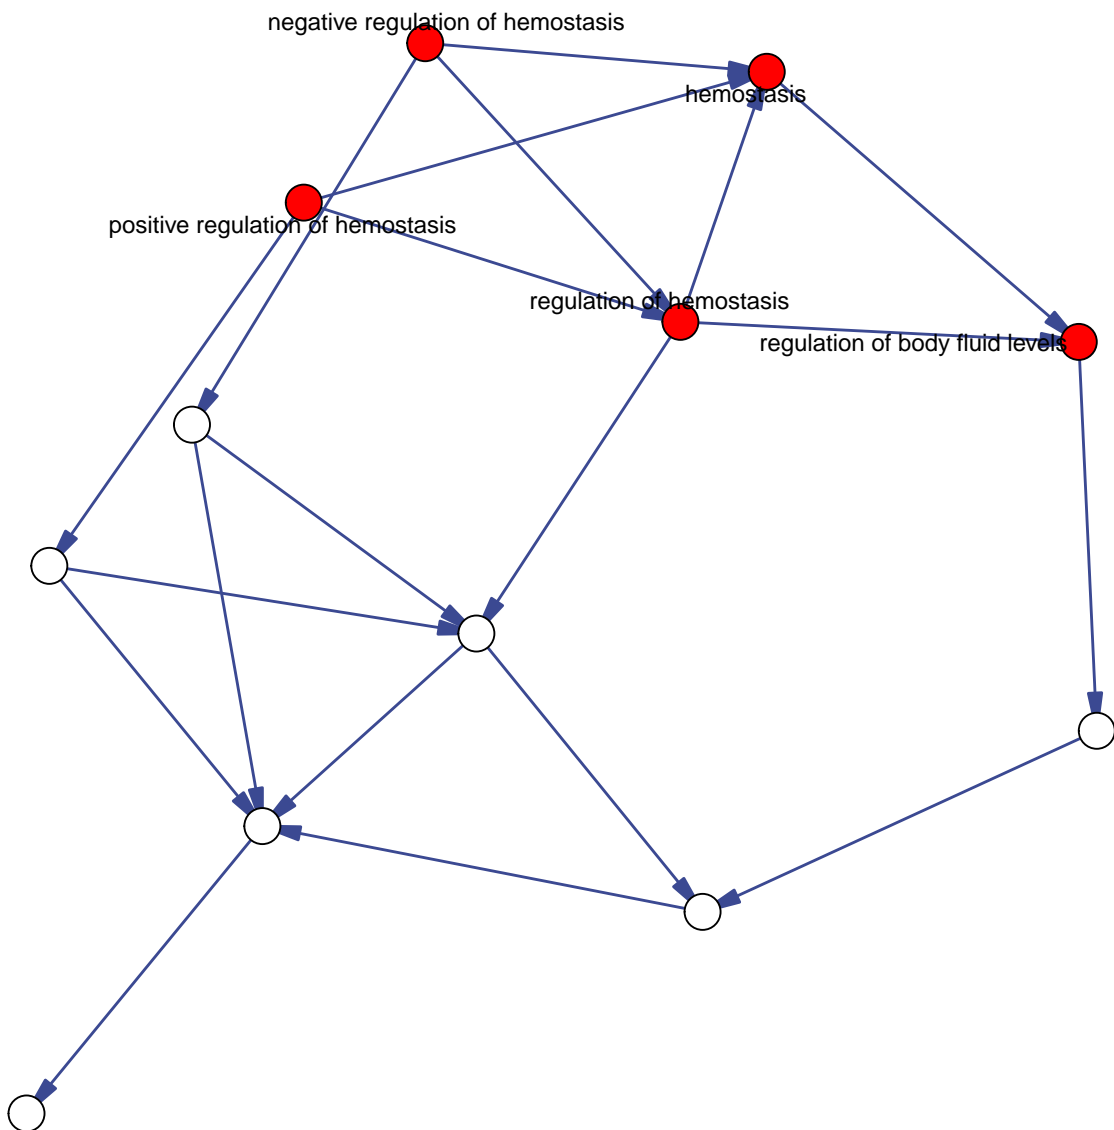 negative regulation of hemostasis
hemostasis
positive regulation of hemostasis
regulation of hemostasis
regulation of body fluid levels